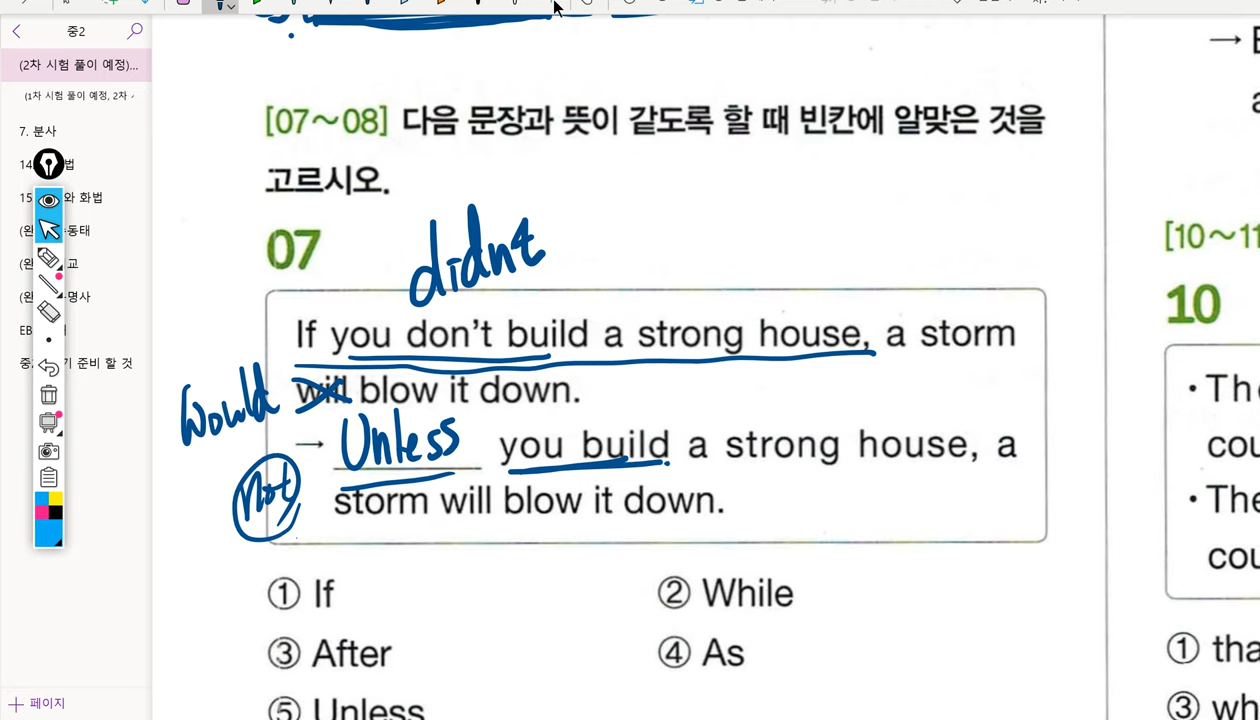 중2
(2차 시험 풀이 예정)...
(1차 시험 풀이 예정, 2차
7. 분사
14 법
15 와 화법
(완 동태
(완 교
(완 명사
EB
중 기 준비 할 것
페이지
[07~08] 다음 문장과 뜻이 같도록 할 때 빈칸에 알맞은 것을
고르시오.
07
didnt
If you don't build a strong house, a storm
would will blow it down.
→ Unless you build a strong house, a
not storm will blow it down.
① If
② While
③ After
④ As
⑤ Unless
→ E
a
[10~11
10
• The
cou
• The
cou
① tha
③ wh